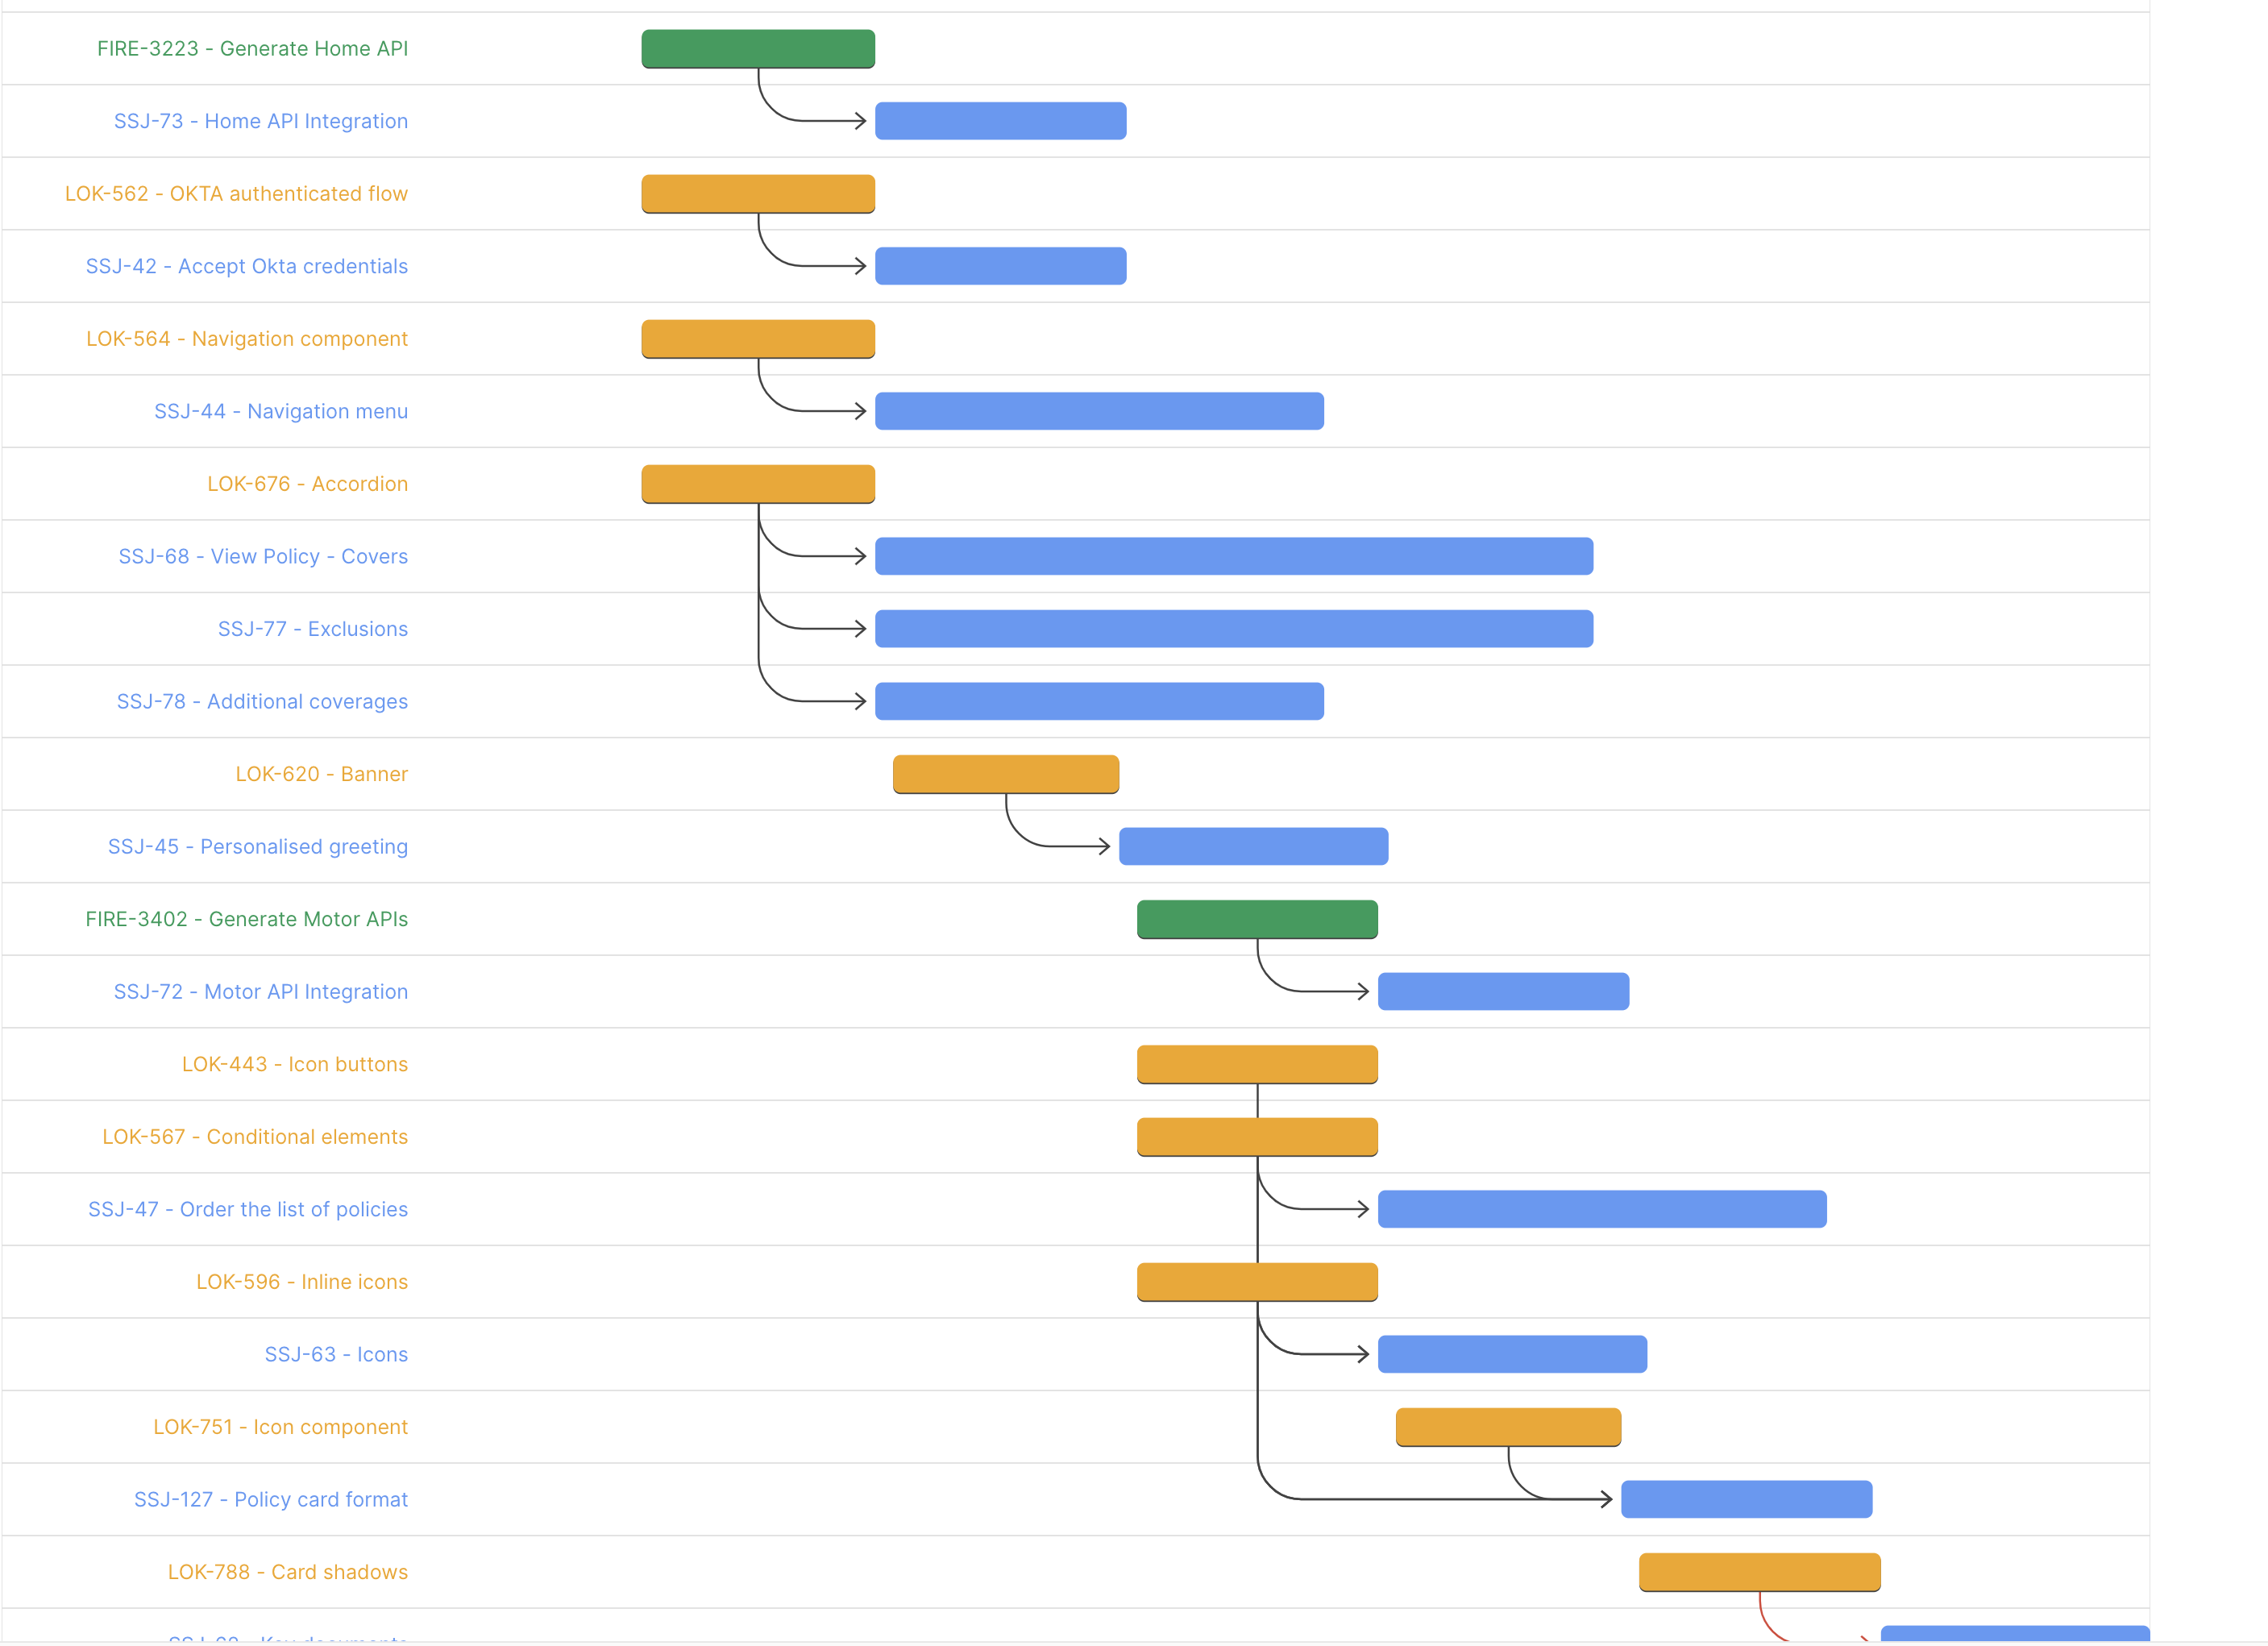 FIRE-3223 - Generate Home API
SSJ-73 - Home API Integration
LOK-562 - OKTA authenticated flow
SSJ-42 - Accept Okta credentials
LOK-564 - Navigation component
SSJ-44 - Navigation menu
LOK-676 - Accordion
SSJ-68 - View Policy - Covers
SSJ-77 - Exclusions
SSJ-78 - Additional coverages
LOK-620 - Banner
SSJ-45 - Personalised greeting
FIRE-3402 - Generate Motor APIs
SSJ-72 - Motor API Integration
LOK-443 - Icon buttons
LOK-567 - Conditional elements
SSJ-47 - Order the list of policies
LOK-596 - Inline icons
SSJ-63 - Icons
LOK-751 - Icon component
SSJ-127 - Policy card format
LOK-788 - Card shadows